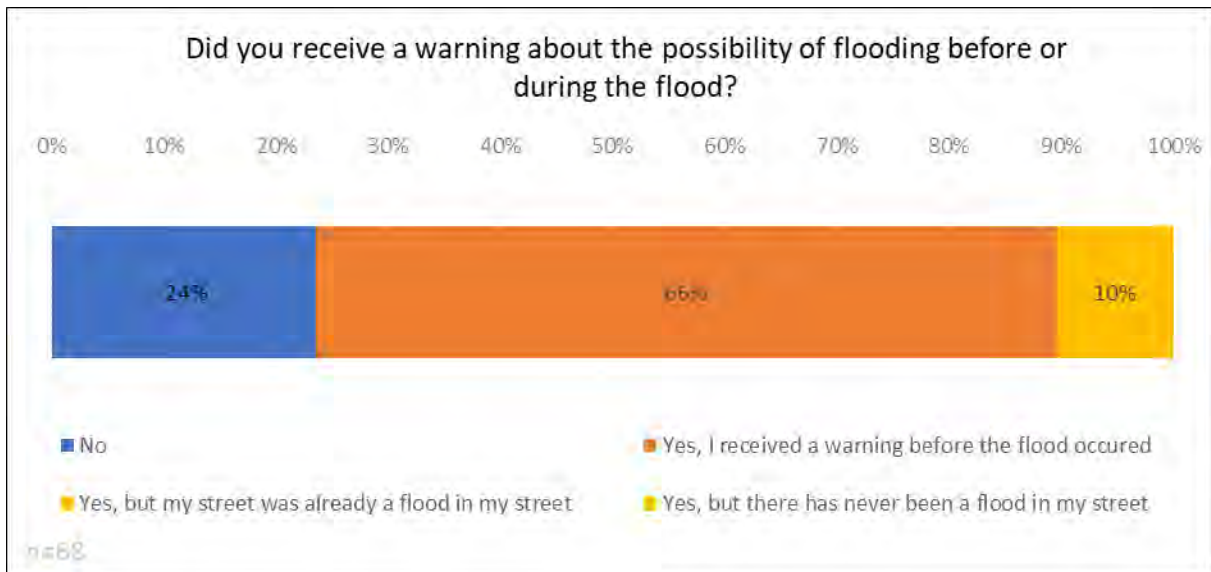 Did you receive a warning about the possibility of flooding before or
during the flood?
0% 10% 20% 30% 40% 50% 60% 70% 80% 90% 100%
24% 66% 10%
No
Yes, I received a warning before the flood occured
Yes, but my street was already a flood in my street
Yes, but there has never been a flood in my street
n=68